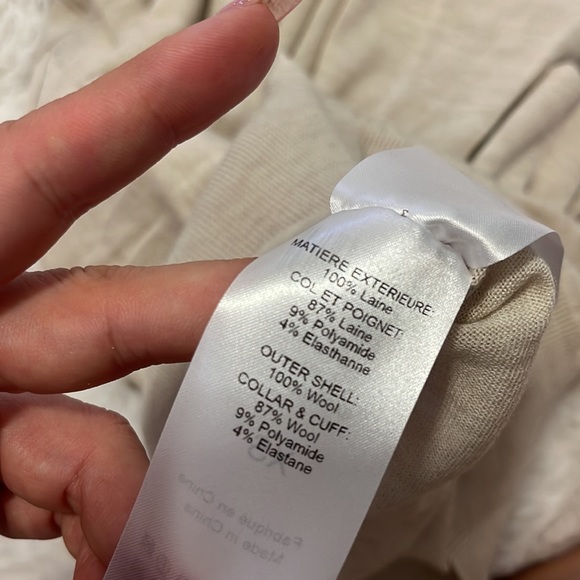 MATIERE EXTERIEURE:
100% Laine
COL ET POIGNET:
87% Laine
9% Polyamide
4% Elasthanne
OUTER SHELL:
100% Wool
COLLAR & CUFF:
87% Wool
9% Polyamide
4% Elastane
XS
Fabriqué en Chine
Made in China